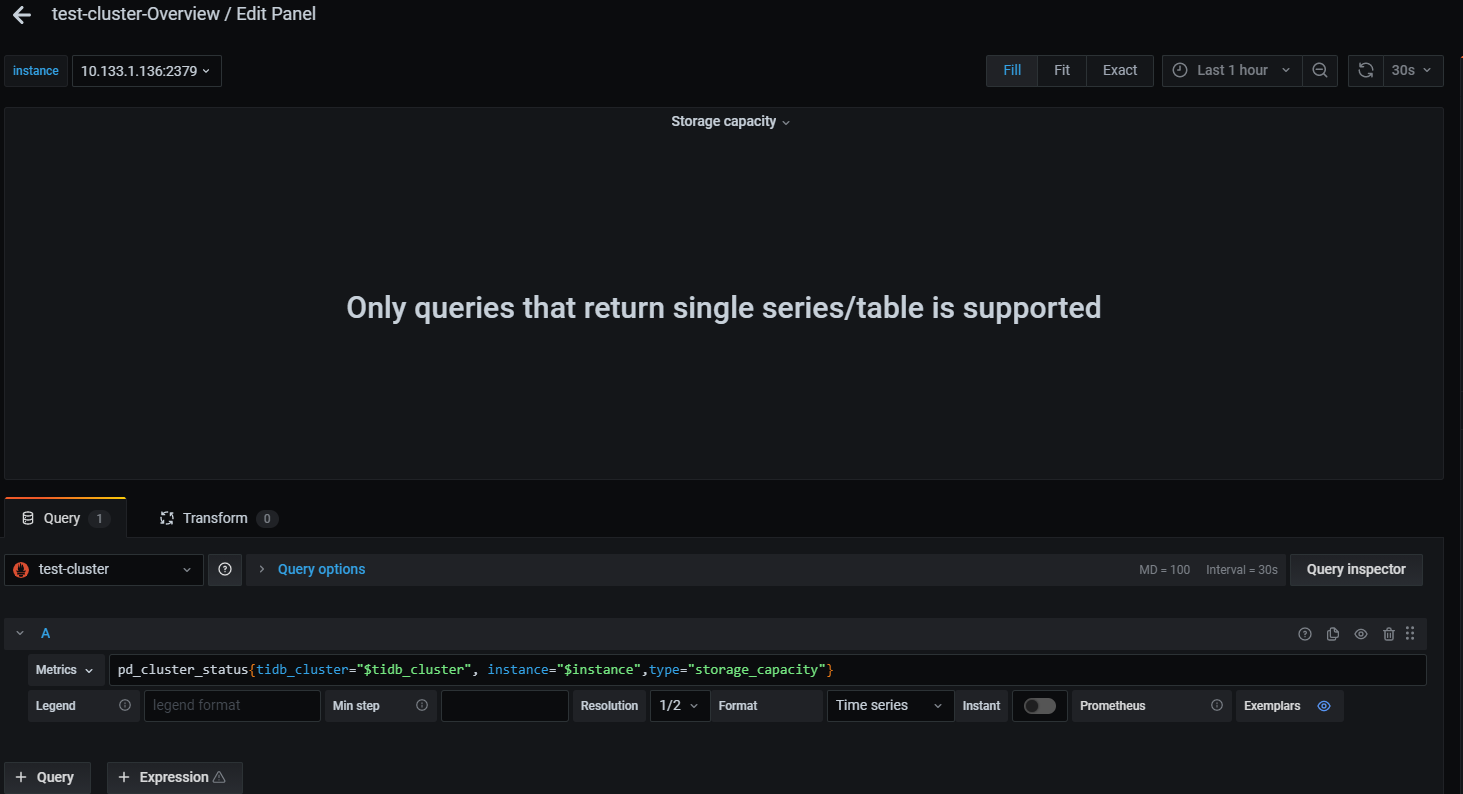 test-cluster-Overview / Edit Panel
instance 10.133.1.136:2379 Fill Fit Exact Last 1 hour 30s
Storage capacity
Only queries that return single series/table is supported
Query 1 Transform 0
test-cluster Query options MD = 100 Interval = 30s Query inspector
A
Metrics pd_cluster_status{tidb_cluster="$tidb_cluster", instance="$instance",type="storage_capacity"}
Legend legend format Min step Resolution 1/2 Format Time series Instant Prometheus Exemplars
+ Query + Expression